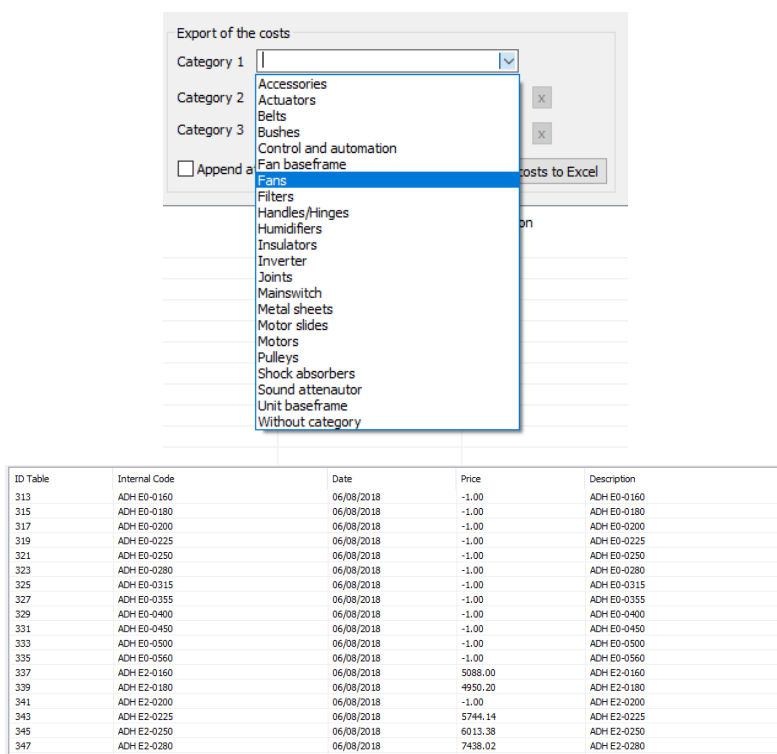 Export of the costs
Category 1
Accessories
Category 2 Actuators x
Belts
Category 3 Bushes x
Control and automation
Append a Fan baseframe costs to Excel
Fans
Filters
Handles/Hinges
Humidifiers on
Insulators
Inverter
Joints
Mainswitch
Metal sheets
Motor slides
Motors
Pulleys
Shock absorbers
Sound attenautor
Unit baseframe
Without category
ID Table Internal Code Date Price Description
313 ADH E0-0160 06/08/2018 -1.00 ADH E0-0160
315 ADH E0-0180 06/08/2018 -1.00 ADH E0-0180
317 ADH E0-0200 06/08/2018 -1.00 ADH E0-0200
319 ADH E0-0225 06/08/2018 -1.00 ADH E0-0225
321 ADH E0-0250 06/08/2018 -1.00 ADH E0-0250
323 ADH E0-0280 06/08/2018 -1.00 ADH E0-0280
325 ADH E0-0315 06/08/2018 -1.00 ADH E0-0315
327 ADH E0-0355 06/08/2018 -1.00 ADH E0-0355
329 ADH E0-0400 06/08/2018 -1.00 ADH E0-0400
331 ADH E0-0450 06/08/2018 -1.00 ADH E0-0450
333 ADH E0-0500 06/08/2018 -1.00 ADH E0-0500
335 ADH E0-0560 06/08/2018 -1.00 ADH E0-0560
337 ADH E2-0160 06/08/2018 5088.00 ADH E2-0160
339 ADH E2-0180 06/08/2018 4950.20 ADH E2-0180
341 ADH E2-0200 06/08/2018 -1.00 ADH E2-0200
343 ADH E2-0225 06/08/2018 5744.14 ADH E2-0225
345 ADH E2-0250 06/08/2018 6013.38 ADH E2-0250
347 ADH E2-0280 06/08/2018 7438.02 ADH E2-0280